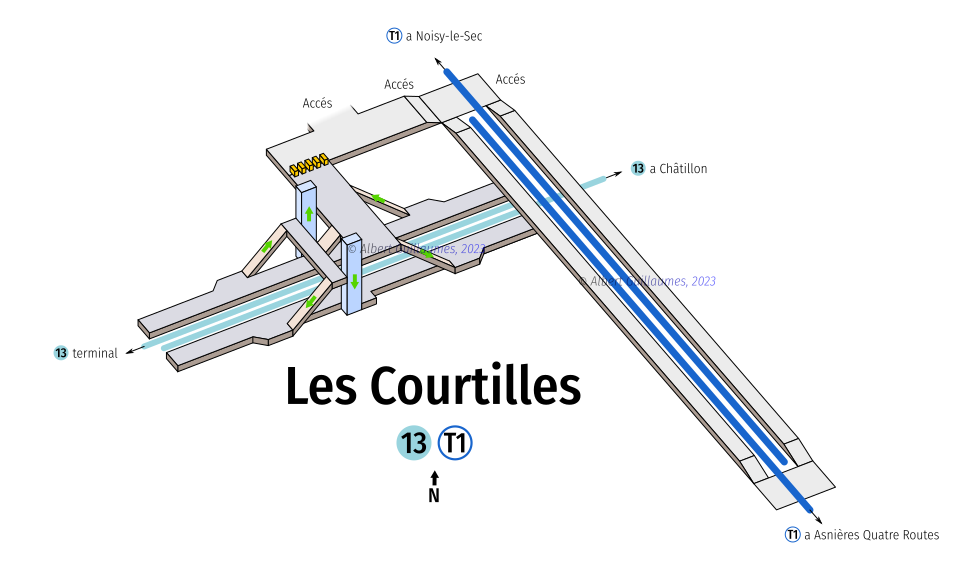 T1 a Noisy-le-Sec
Accés
Accés
Accés
13 a Châtillon
© Albert Guillaumes, 2023
© Albert Guillaumes, 2023
13 terminal
Les Courtilles
13 T1
N
T1 a Asnières Quatre Routes